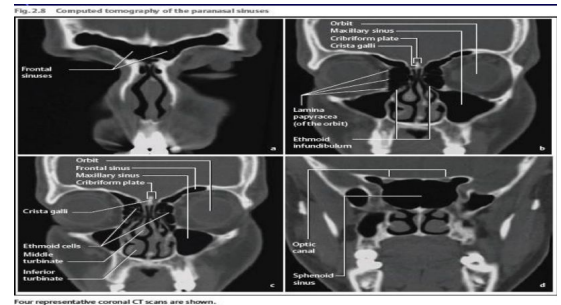 Fig. 2.8 Computed tomography of the paranasal sinuses
Frontal
sinuses
a
Orbit
Maxillary sinus
Cribriform plate
Crista galli
Lamina
papyracea
(of the orbit)
Ethmoid
infundibulum
b
Orbit
Frontal sinus
Maxillary sinus
Cribriform plate
Crista galli
Ethmoid cells
Middle
turbinate
Inferior
turbinate
c
Optic
canal
Sphenoid
sinus
d
Four representative coronal CT scans are shown.